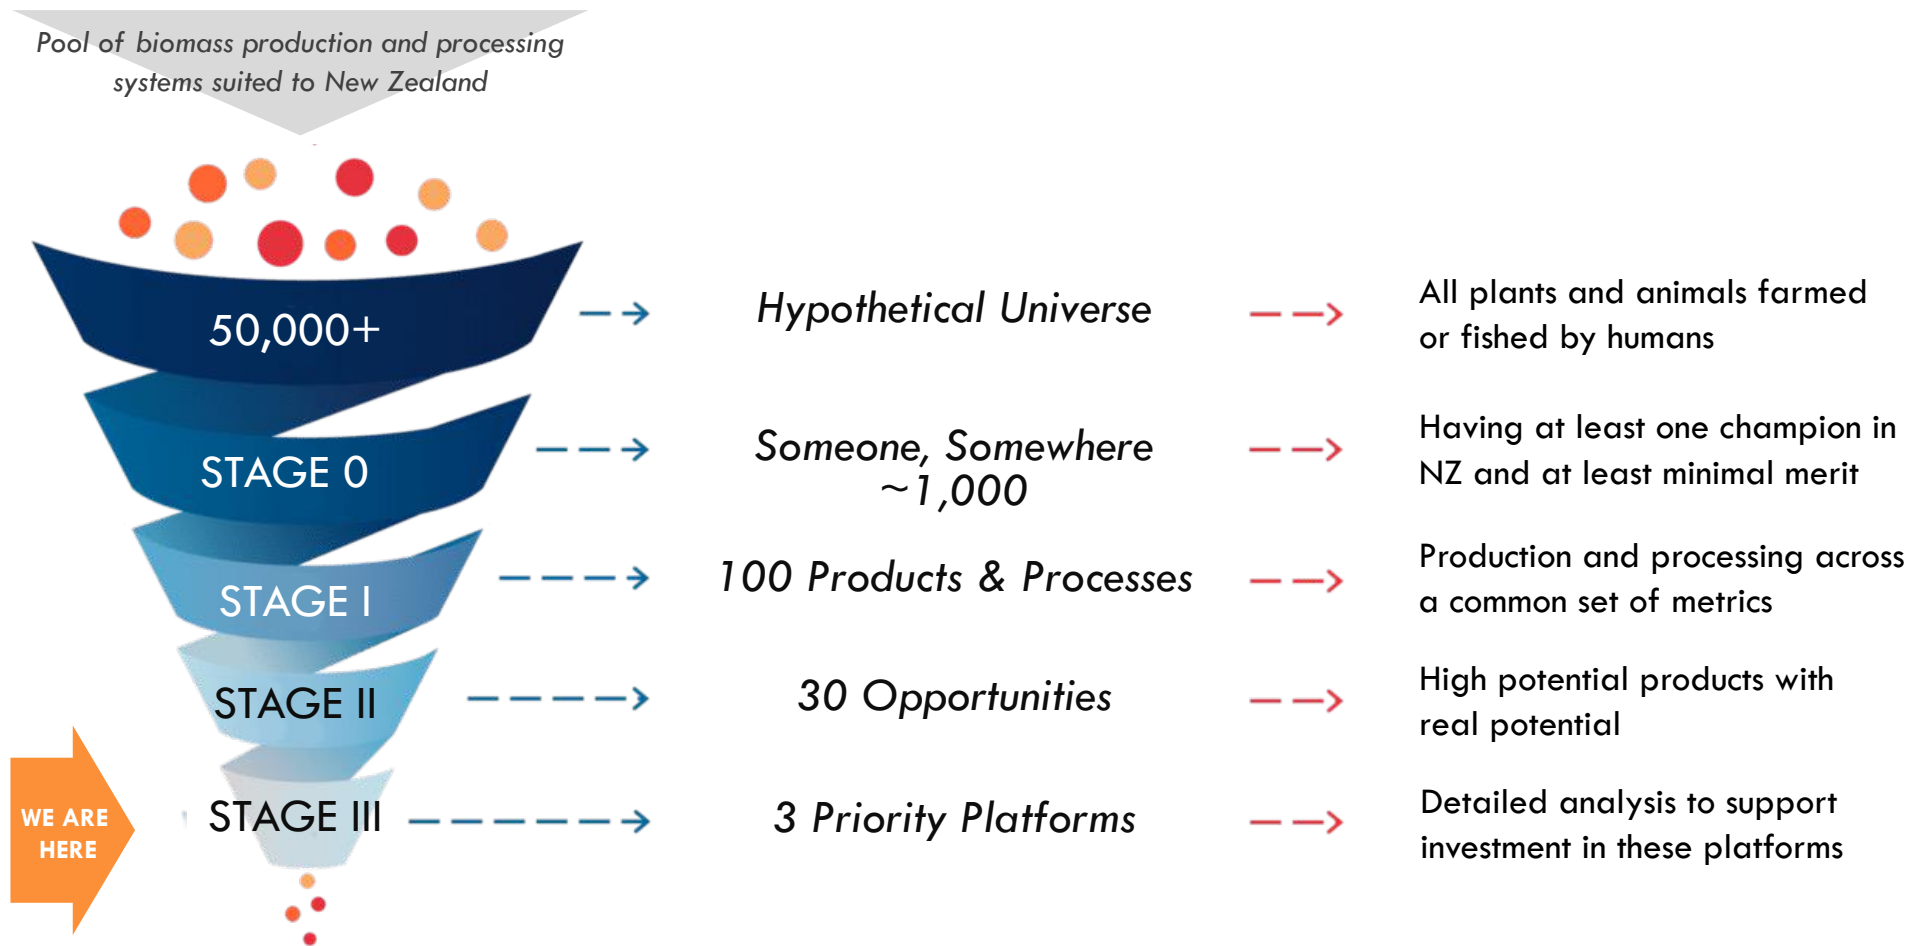 Pool of biomass production and processing
systems suited to New Zealand
50,000+
Hypothetical Universe
All plants and animals farmed
or fished by humans
STAGE 0
Someone, Somewhere
~1,000
Having at least one champion in
NZ and at least minimal merit
STAGE I
100 Products & Processes
Production and processing across
a common set of metrics
STAGE II
30 Opportunities
High potential products with
real potential
WE ARE
HERE
STAGE III
3 Priority Platforms
Detailed analysis to support
investment in these platforms